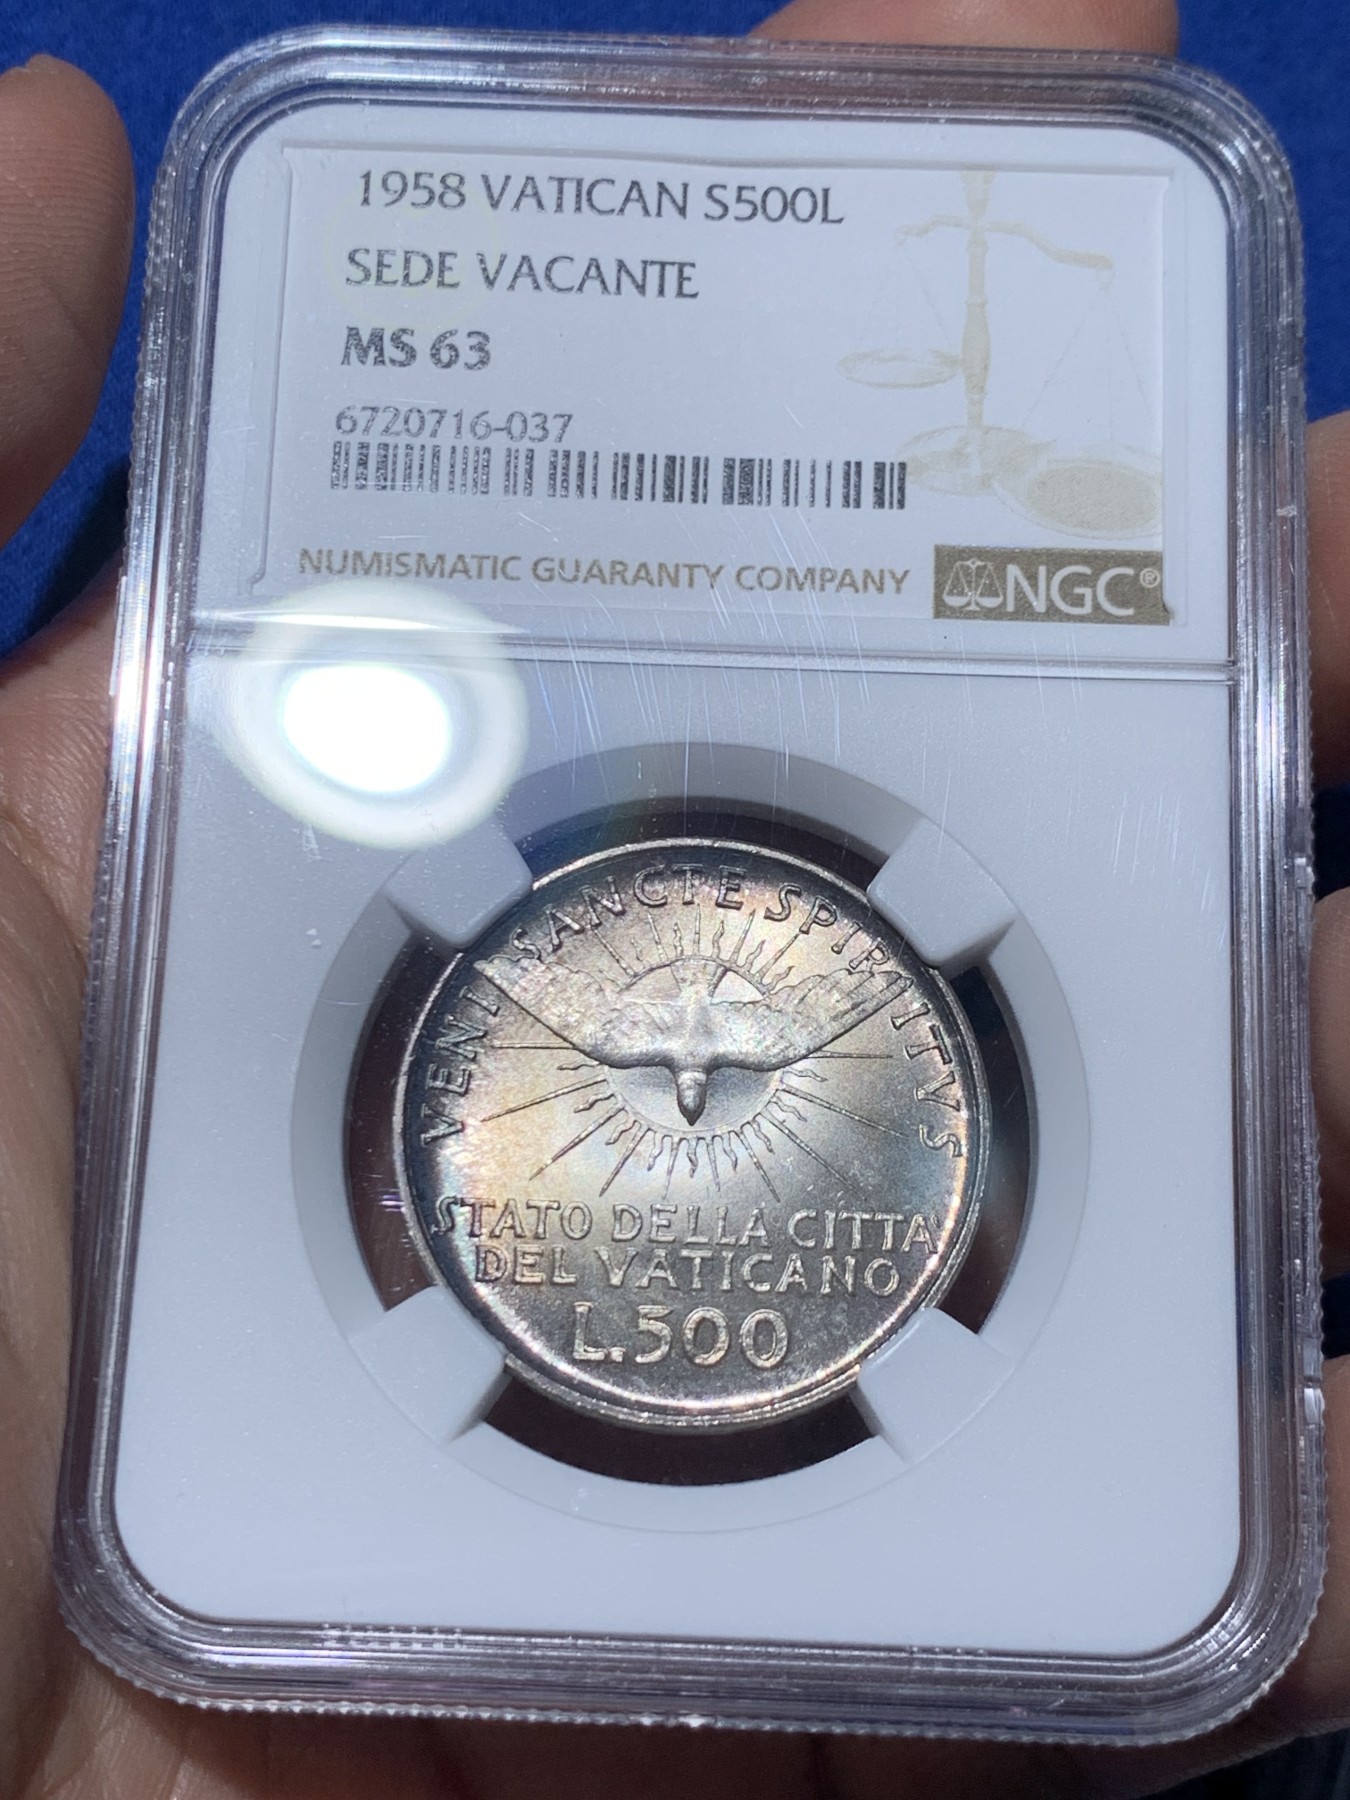 1958 VATICAN S500L
SEDE VACANTE
MS 63
6720716-037
NUMISMATIC GUARANTY COMPANY
NGC®
VENI SANCTE SPIRITVS
STATO DELLA CITTA
DEL VATICANO
L.500